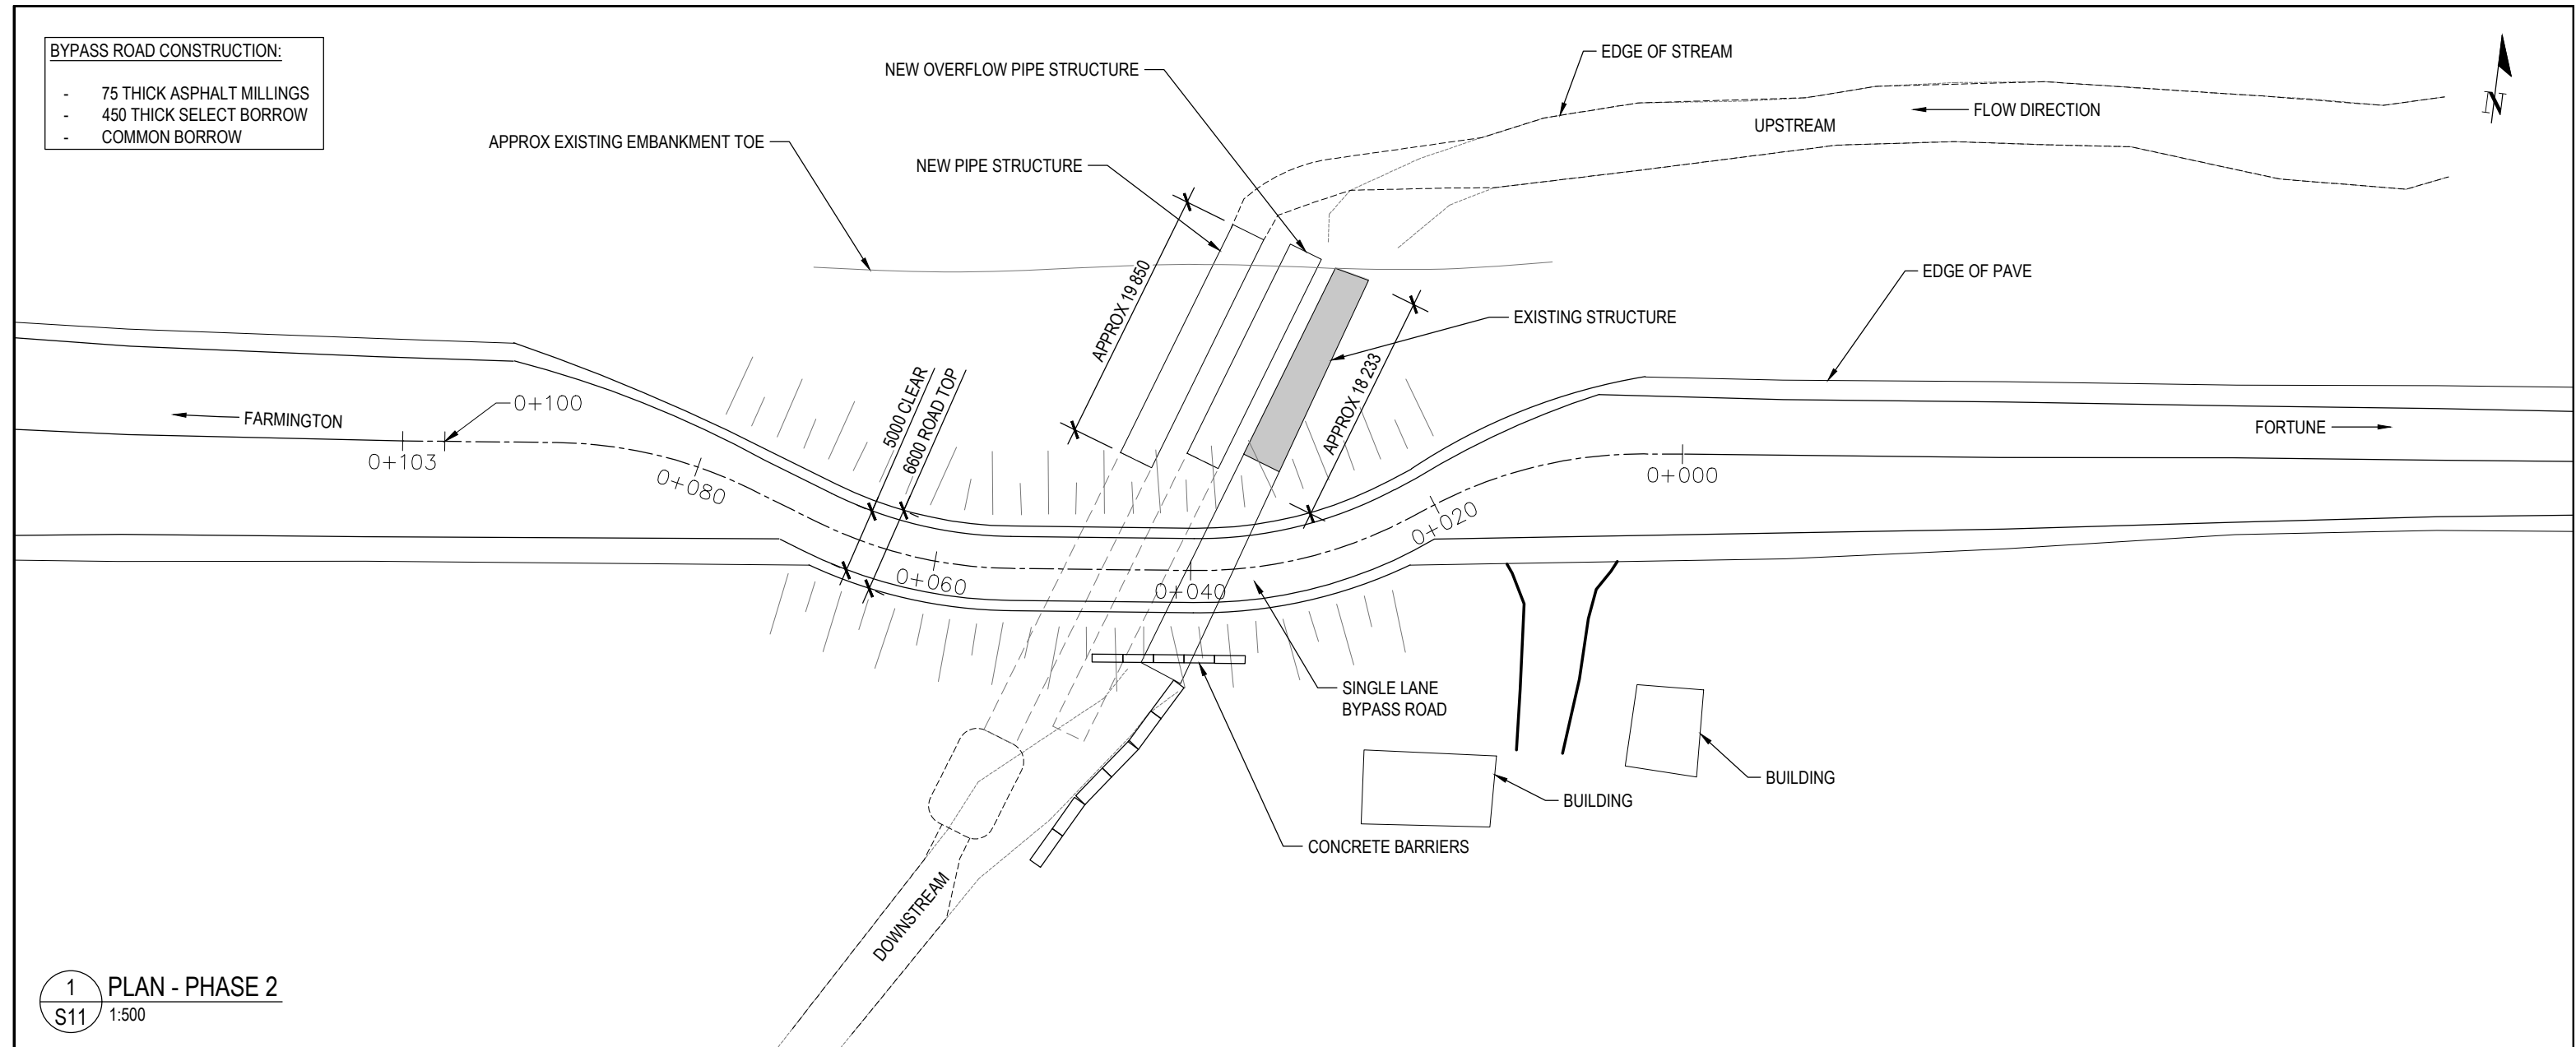 BYPASS ROAD CONSTRUCTION:
- 75 THICK ASPHALT MILLINGS
- 450 THICK SELECT BORROW
- COMMON BORROW
NEW OVERFLOW PIPE STRUCTURE
EDGE OF STREAM
N
FLOW DIRECTION
UPSTREAM
APPROX EXISTING EMBANKMENT TOE
NEW PIPE STRUCTURE
EDGE OF PAVE
APPROX 19 850
EXISTING STRUCTURE
APPROX 18 233
5000 CLEAR
6600 ROAD TOP
FARMINGTON
0+100
0+103
0+080
0+060
0+040
0+020
0+000
FORTUNE
SINGLE LANE
BYPASS ROAD
BUILDING
BUILDING
CONCRETE BARRIERS
DOWNSTREAM
1
S11
PLAN - PHASE 2
1:500